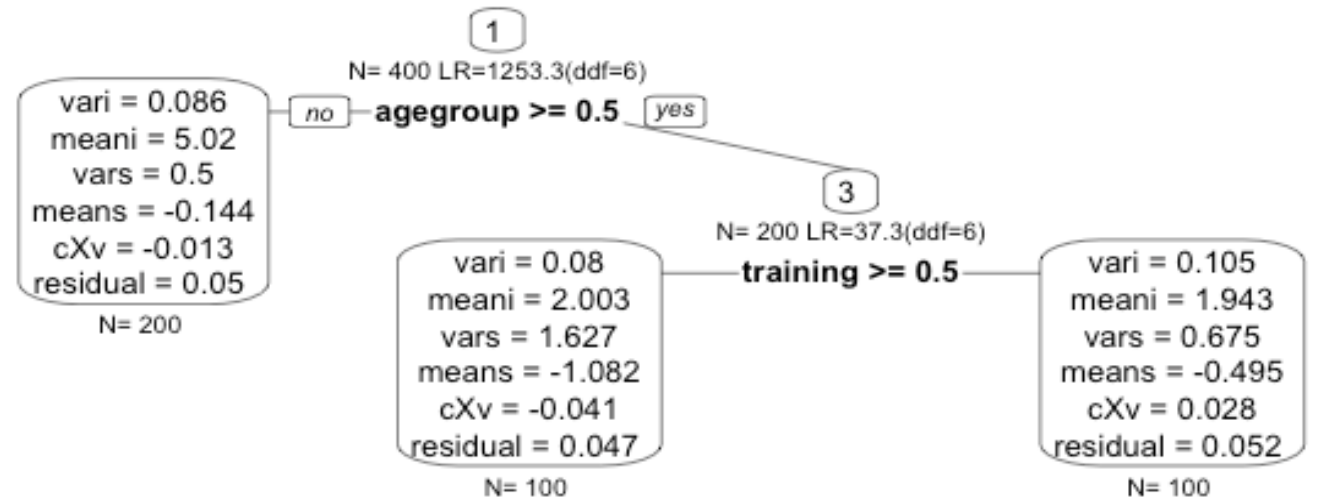 1
N= 400 LR=1253.3(ddf=6)
no agegroup >= 0.5 yes
vari = 0.086
meani = 5.02
vars = 0.5
means = -0.144
cXv = -0.013
residual = 0.05
N= 200
3
N= 200 LR=37.3(ddf=6)
training >= 0.5
vari = 0.08
meani = 2.003
vars = 1.627
means = -1.082
cXv = -0.041
residual = 0.047
N= 100
vari = 0.105
meani = 1.943
vars = 0.675
means = -0.495
cXv = 0.028
residual = 0.052
N= 100